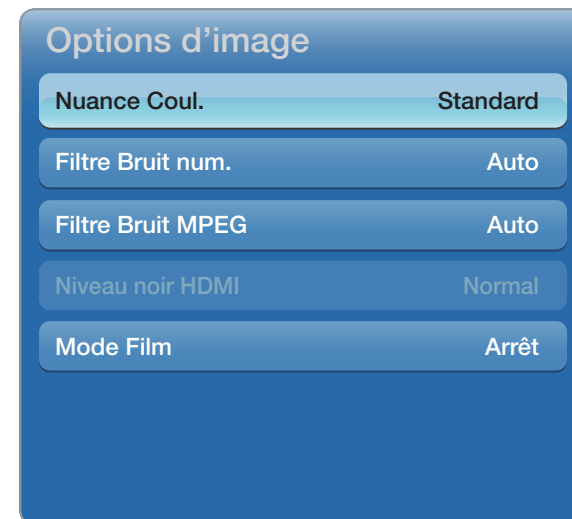 Options d’image
Nuance Coul. Standard
Filtre Bruit num. Auto
Filtre Bruit MPEG Auto
Niveau noir HDMI Normal
Mode Film Arrêt